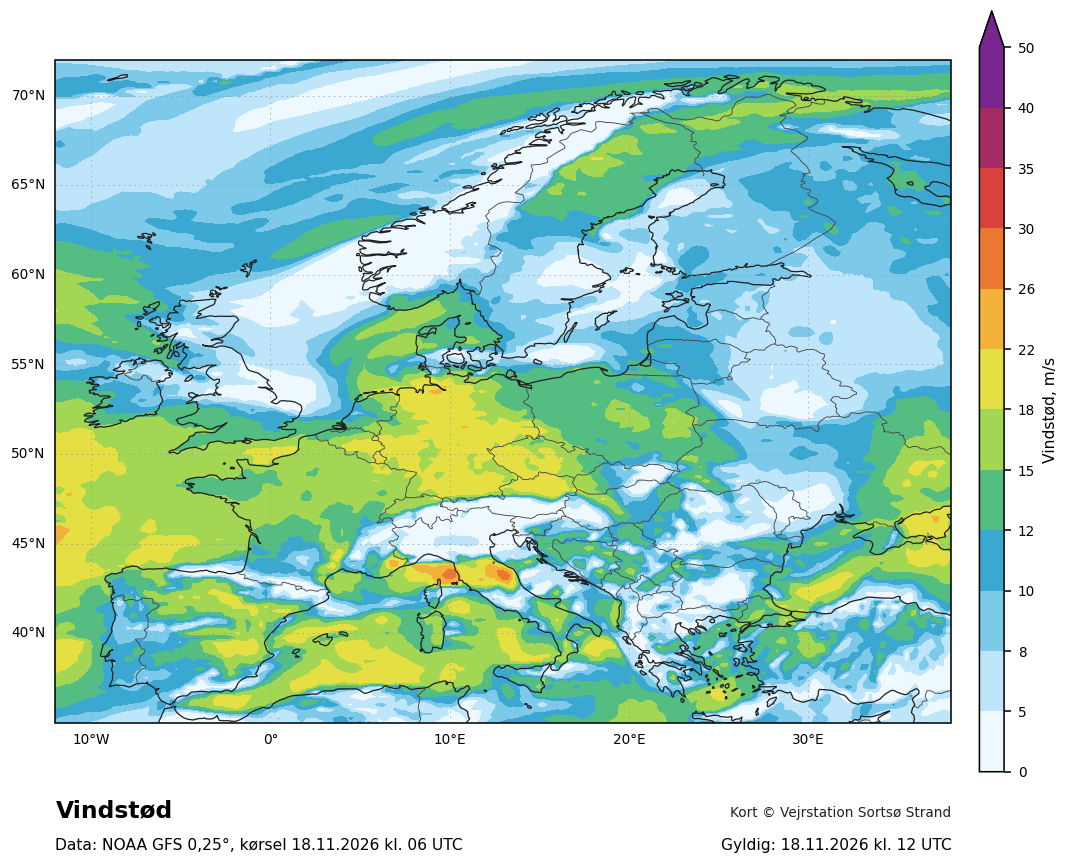 50
40
35
30
26
22
18
15
12
10
8
5
0
Vindstød, m/s
70°N
65°N
60°N
55°N
50°N
45°N
40°N
10°W
0°
10°E
20°E
30°E
Vindstød
Kort © Vejrstation Sortsø Strand
Data: NOAA GFS 0,25°, kørsel 18.11.2026 kl. 06 UTC
Gyldig: 18.11.2026 kl. 12 UTC